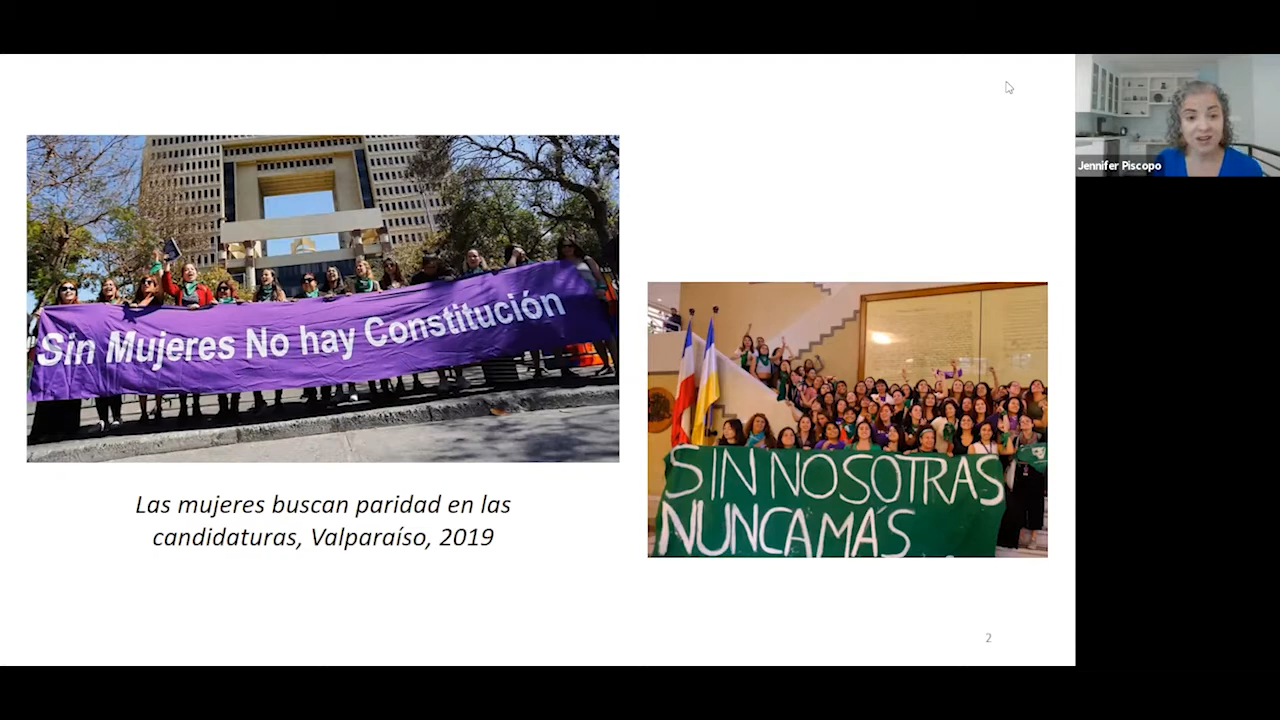 Sin Mujeres No hay Constitución
SIN NOSOTRAS
NUNCA MÁS
Las mujeres buscan paridad en las
candidaturas, Valparaíso, 2019
2
Jennifer Piscopo